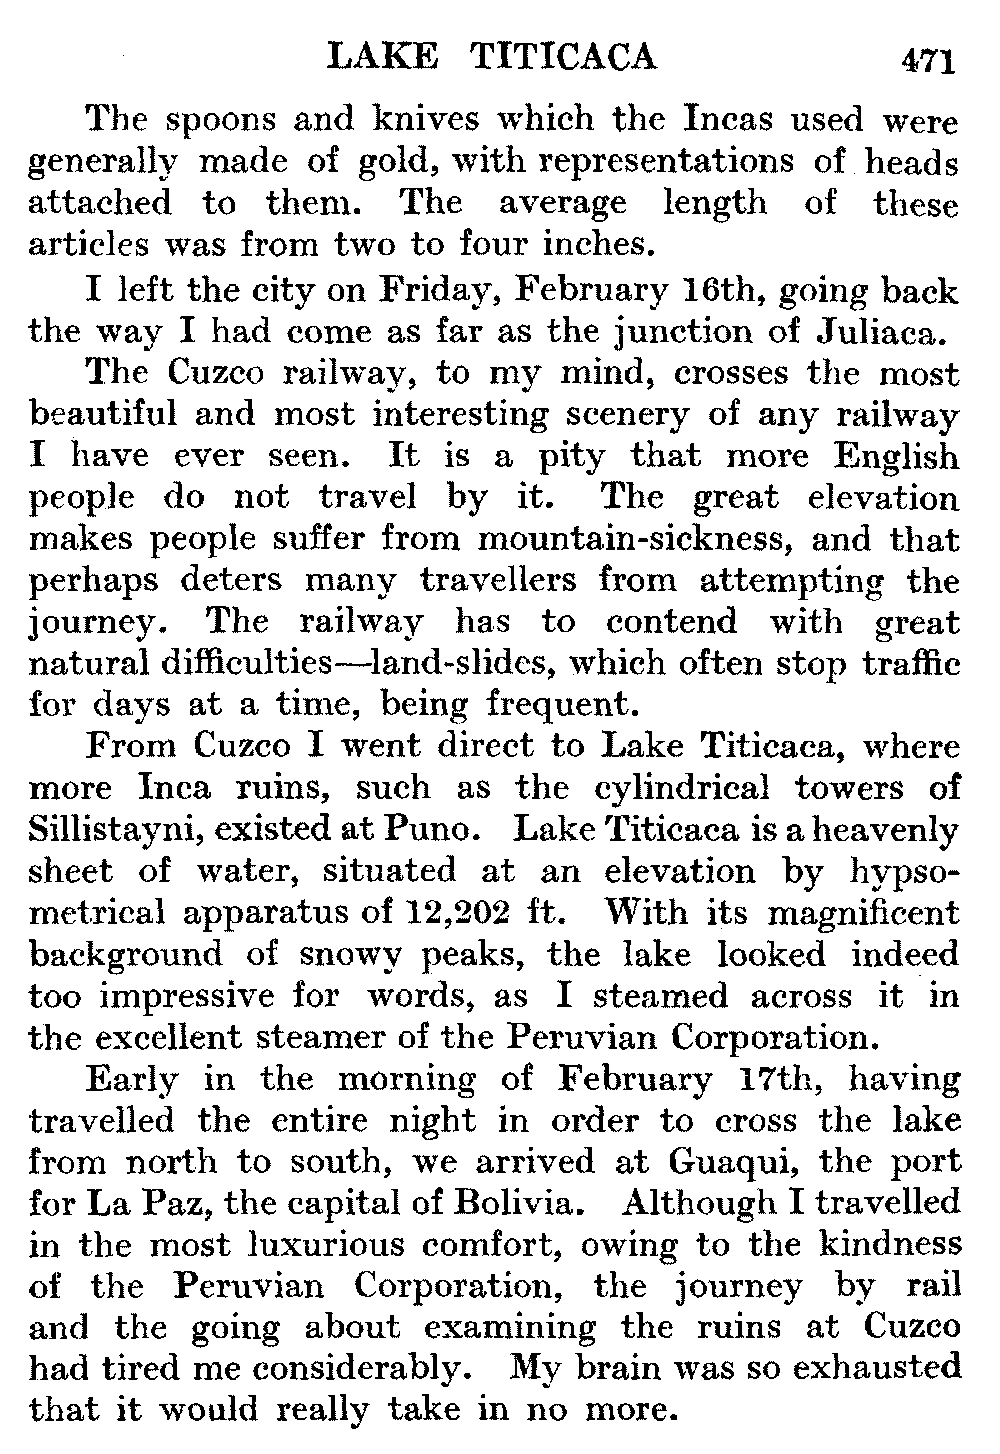 LAKE TITICACA 471
The spoons and knives which the Incas used were
generally made of gold, with representations of heads
attached to them. The average length of these
articles was from two to four inches.
I left the city on Friday, February 16th, going back
the way I had come as far as the junction of Juliaca.
The Cuzco railway, to my mind, crosses the most
beautiful and most interesting scenery of any railway
I have ever seen. It is a pity that more English
people do not travel by it. The great elevation
makes people suffer from mountain-sickness, and that
perhaps deters many travellers from attempting the
journey. The railway has to contend with great
natural difficulties—land-slides, which often stop traffic
for days at a time, being frequent.
From Cuzco I went direct to Lake Titicaca, where
more Inca ruins, such as the cylindrical towers of
Sillistayni, existed at Puno. Lake Titicaca is a heavenly
sheet of water, situated at an elevation by hypso-
metrical apparatus of 12,202 ft. With its magnificent
background of snowy peaks, the lake looked indeed
too impressive for words, as I steamed across it in
the excellent steamer of the Peruvian Corporation.
Early in the morning of February 17th, having
travelled the entire night in order to cross the lake
from north to south, we arrived at Guaqui, the port
for La Paz, the capital of Bolivia. Although I travelled
in the most luxurious comfort, owing to the kindness
of the Peruvian Corporation, the journey by rail
and the going about examining the ruins at Cuzco
had tired me considerably. My brain was so exhausted
that it would really take in no more.